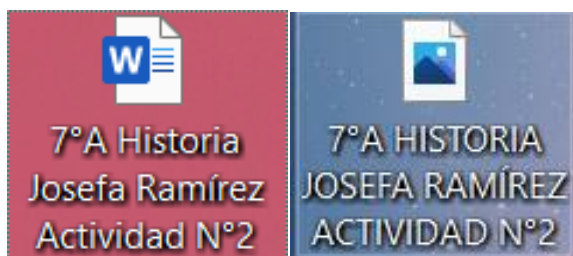 W
7°A Historia
Josefa Ramírez
Actividad N°2
7°A HISTORIA
JOSEFA RAMÍREZ
ACTIVIDAD N°2